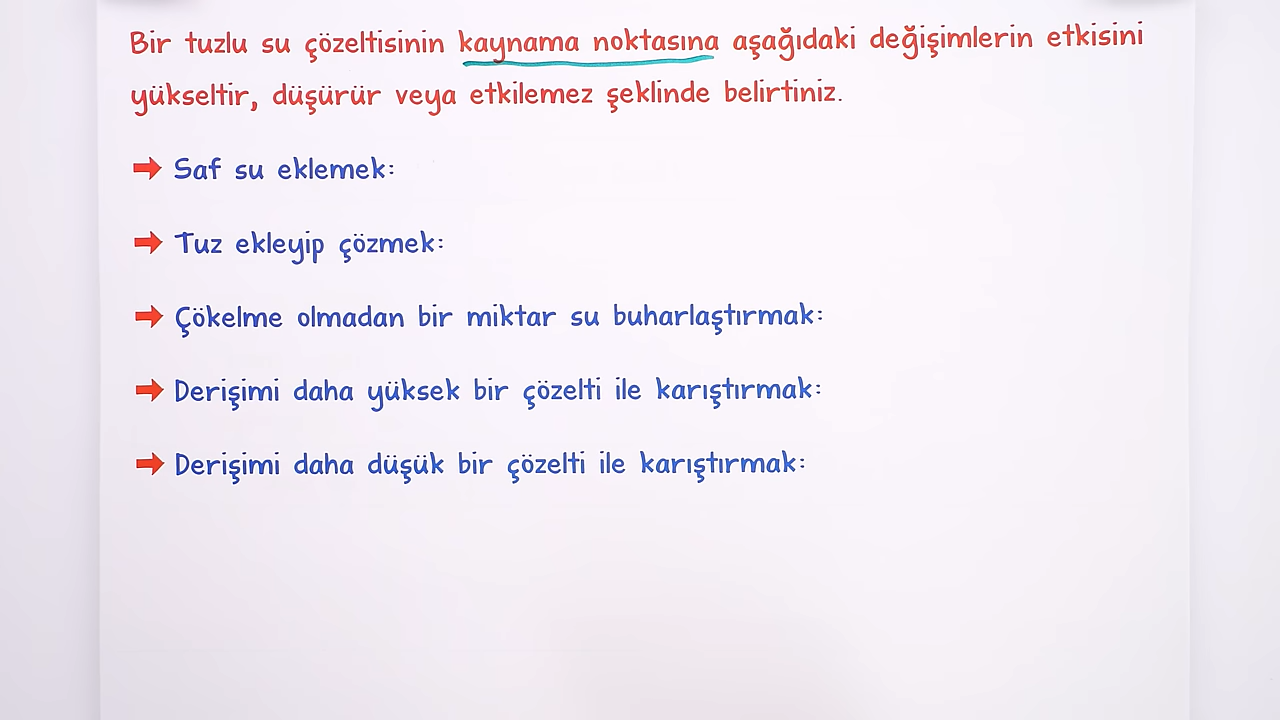 Bir tuzlu su çözeltisinin kaynama noktasına aşağıdaki değişimlerin etkisini
yükseltir, düşürür veya etkilemez şeklinde belirtiniz.
Saf su eklemek:
Tuz ekleyip çözmek:
Çökelme olmadan bir miktar su buharlaştırmak:
Derişimi daha yüksek bir çözelti ile karıştırmak:
Derişimi daha düşük bir çözelti ile karıştırmak: